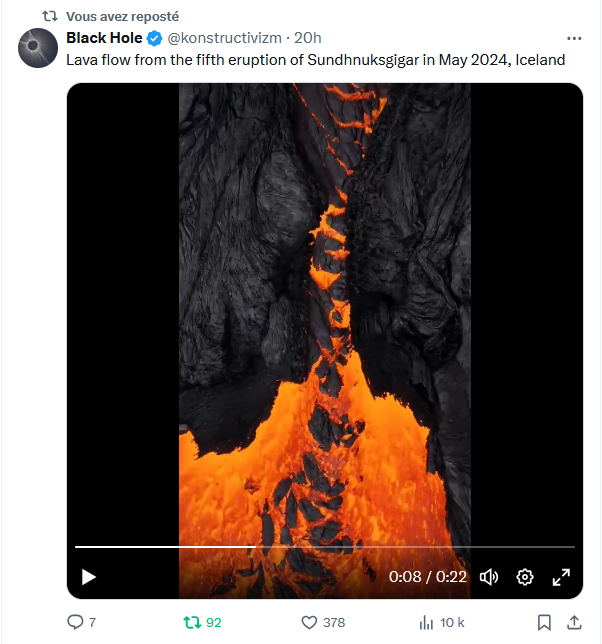 Vous avez reposté
Black Hole @konstructivizm · 20h
Lava flow from the fifth eruption of Sundhnuksgigar in May 2024, Iceland
0:08 / 0:22
7 92 378 10 k